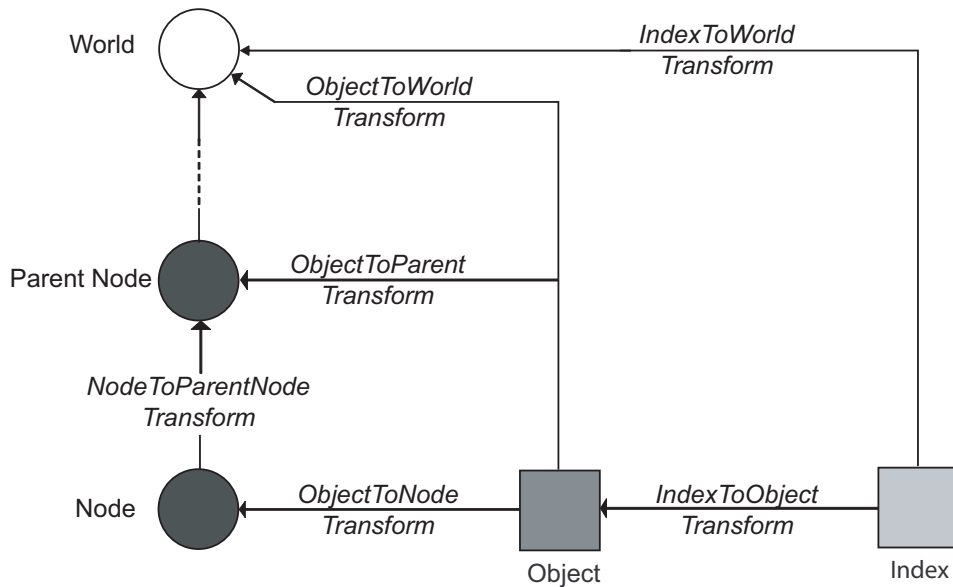 World
IndexToWorld
Transform
ObjectToWorld
Transform
Parent Node
ObjectToParent
Transform
NodeToParentNode
Transform
Node
ObjectToNode
Transform
IndexToObject
Transform
Object
Index